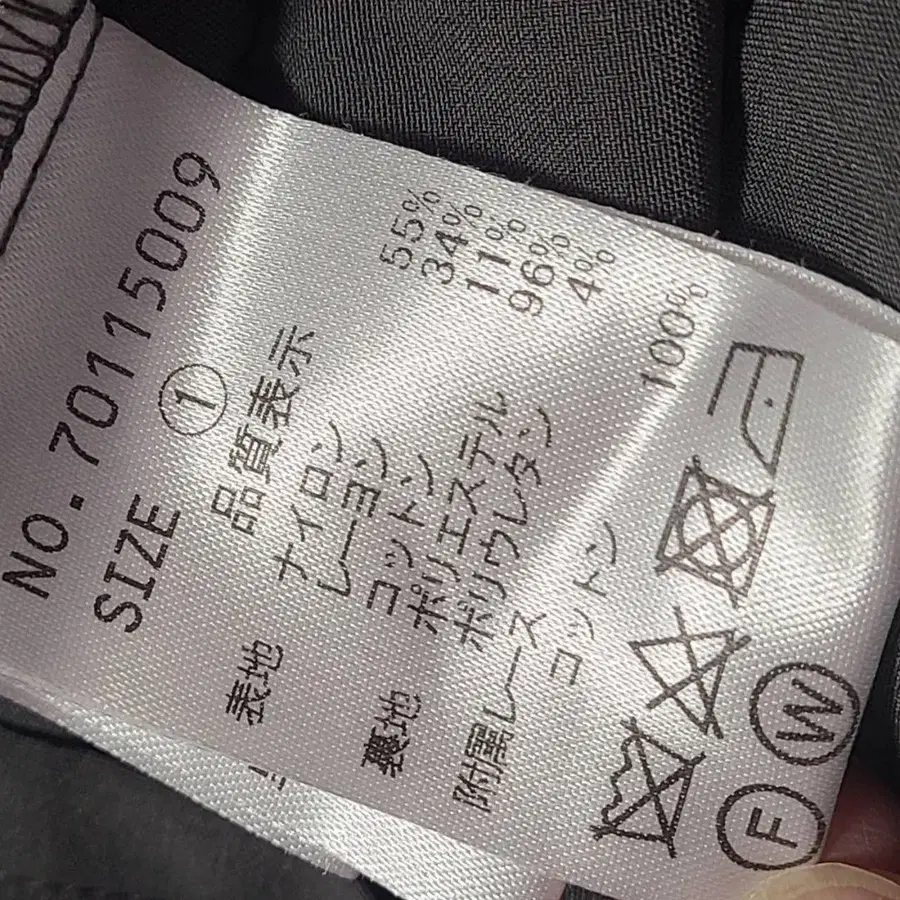 NO.70115009
SIZE ①
品質表示
表地 ナイロン 55%
レーヨン 34%
コットン 11%
裏地 ポリエステル 96%
ポリウレタン 4%
附属レース
コットン 100%
F W